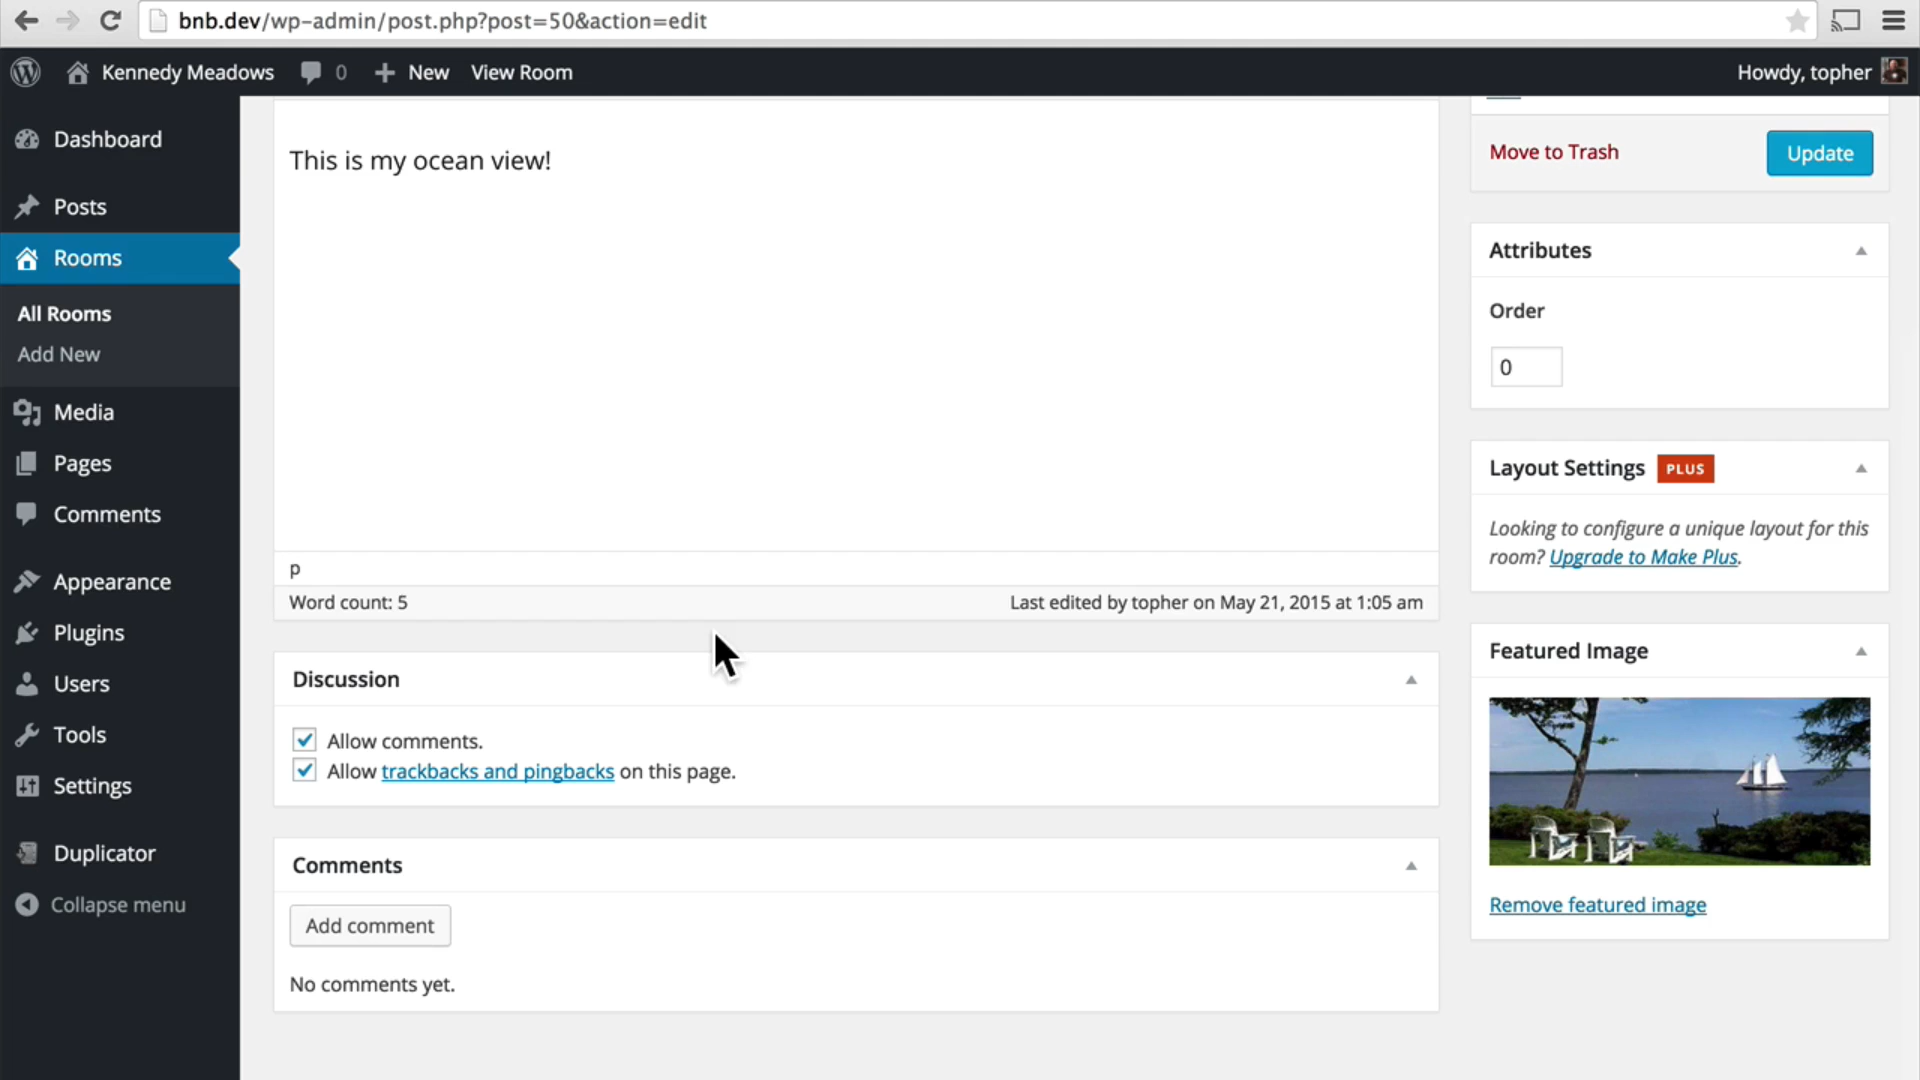 bnb.dev/wp-admin/post.php?post=50&action=edit
Kennedy Meadows 0 New View Room Howdy, topher
Dashboard
Posts
Rooms
All Rooms
Add New
Media
Pages
Comments
Appearance
Plugins
Users
Tools
Settings
Duplicator
Collapse menu
This is my ocean view!
p
Word count: 5 Last edited by topher on May 21, 2015 at 1:05 am
Discussion
Allow comments.
Allow trackbacks and pingbacks on this page.
Comments
Add comment
No comments yet.
Move to Trash Update
Attributes
Order
0
Layout Settings PLUS
Looking to configure a unique layout for this
room? Upgrade to Make Plus.
Featured Image
Remove featured image